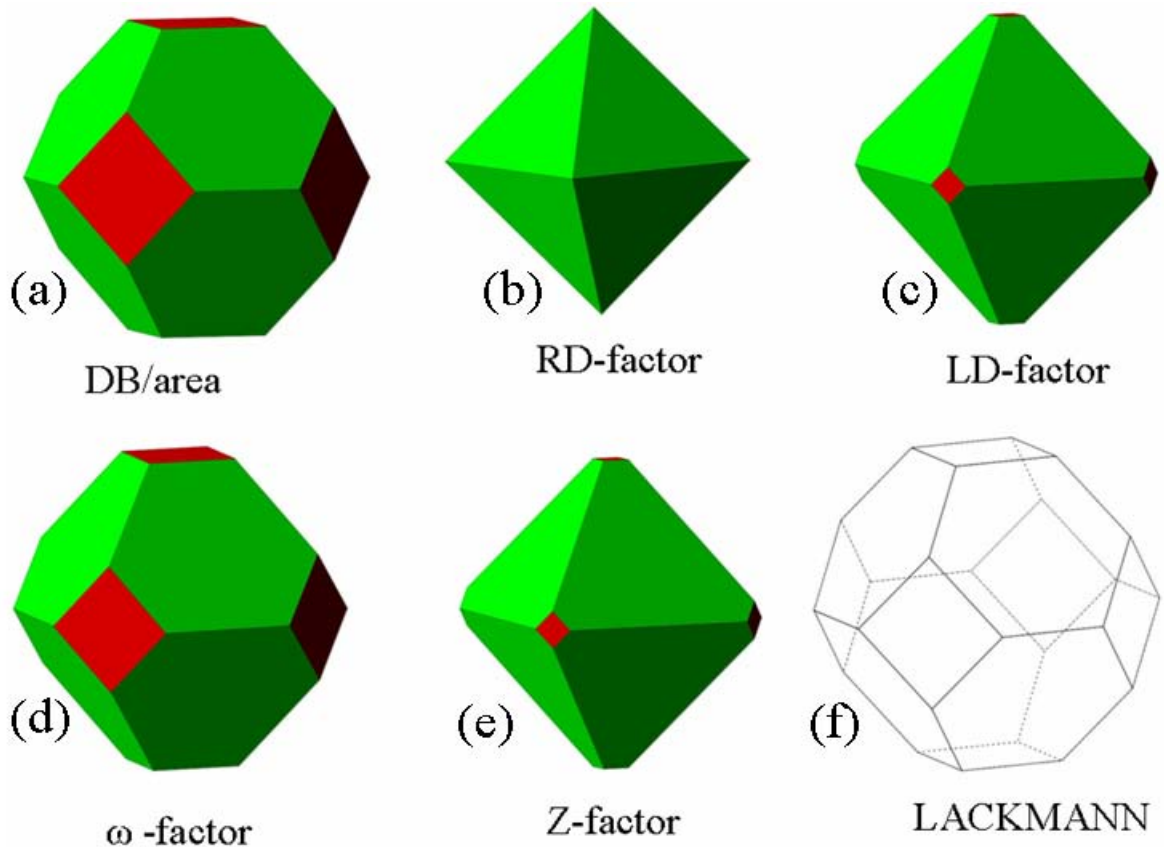 (a)
(b)
(c)
DB/area
RD-factor
LD-factor
(d)
(e)
(f)
ω -factor
Z-factor
LACKMANN